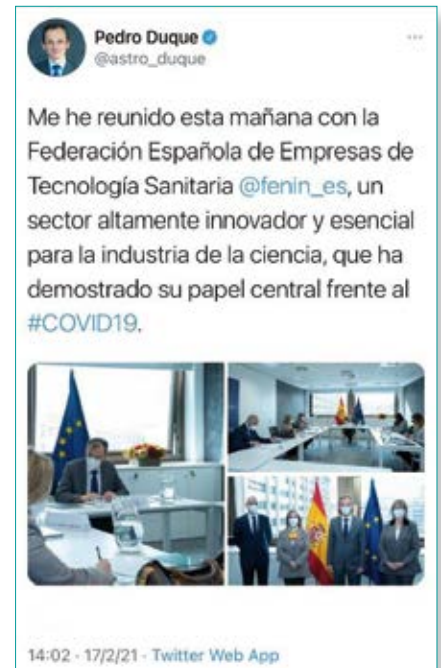 Pedro Duque
@astro_duque
Me he reunido esta mañana con la
Federación Española de Empresas de
Tecnología Sanitaria @fenin_es, un
sector altamente innovador y esencial
para la industria de la ciencia, que ha
demostrado su papel central frente al
#COVID19.
14:02 · 17/2/21 · Twitter Web App